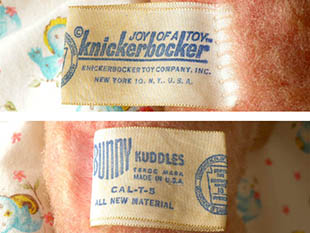 JOY OF A TOY™
© knickerbocker
KNICKERBOCKER TOY COMPANY, INC.
NEW YORK 10, N.Y., U.S.A.
BUNNY KUDDLES
TRADE MARK
MADE IN U.S.A.
CAL-T-5
ALL NEW MATERIAL